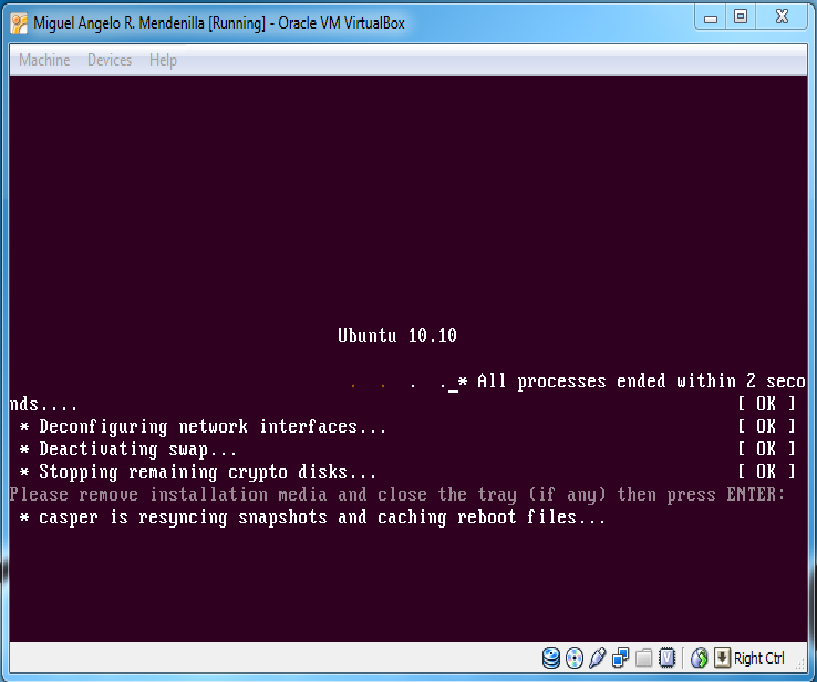 Miguel Angelo R. Mendenilla [Running] - Oracle VM VirtualBox
Machine Devices Help
Ubuntu 10.10
. . . ._* All processes ended within 2 seco
nds.... [ OK ]
* Deconfiguring network interfaces... [ OK ]
* Deactivating swap... [ OK ]
* Stopping remaining crypto disks... [ OK ]
Please remove installation media and close the tray (if any) then press ENTER:
* casper is resyncing snapshots and caching reboot files...
Right Ctrl